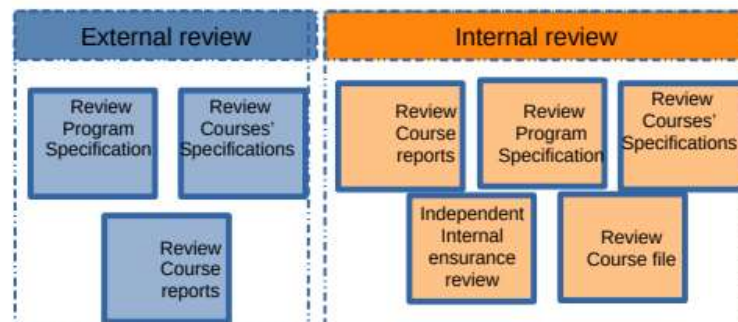 External review
Review
Program
Specification
Review
Courses'
Specifications
Review
Course
reports
Internal review
Review
Course
reports
Review
Program
Specification
Review
Courses'
Specifications
Independent
Internal
ensurance
review
Review
Course file